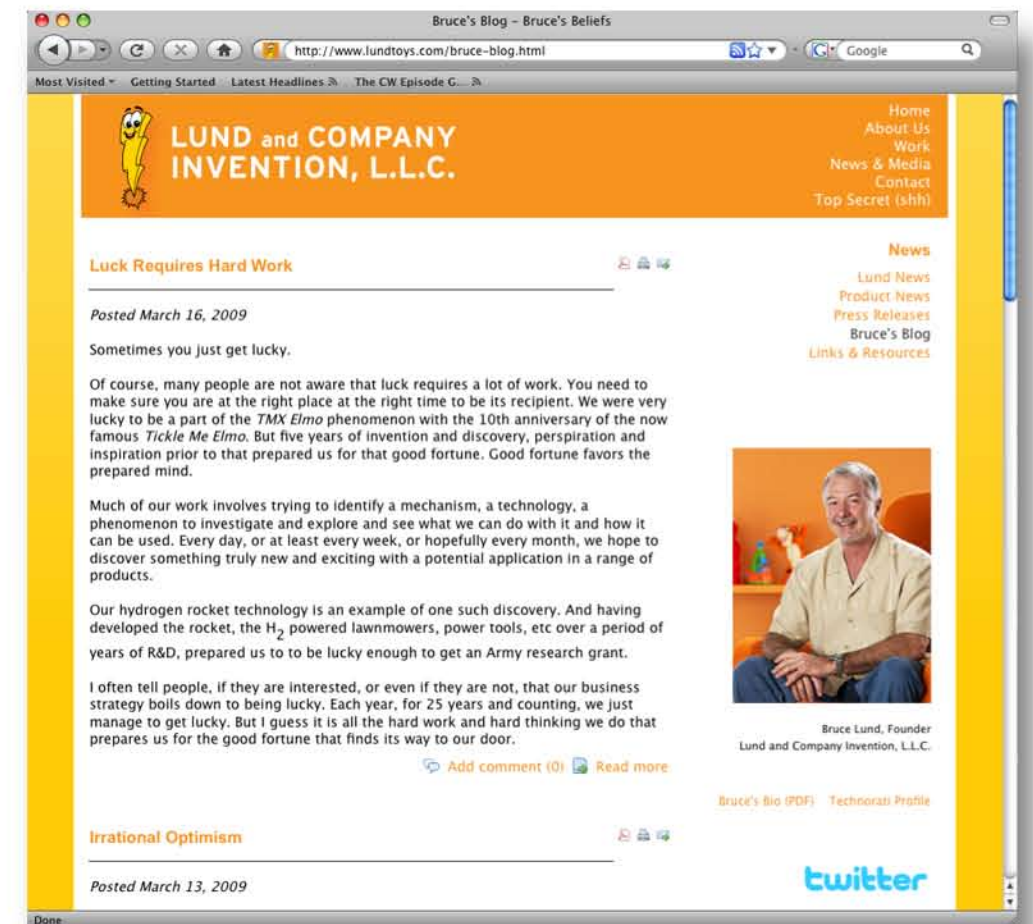 Bruce's Blog – Bruce's Beliefs
http://www.lundtoys.com/bruce-blog.html
Google
Most Visited
Getting Started
Latest Headlines
The CW Episode G...
LUND and COMPANY
INVENTION, L.L.C.
Home
About Us
Work
News & Media
Contact
Top Secret (shh)
Luck Requires Hard Work
Posted March 16, 2009
Sometimes you just get lucky.
Of course, many people are not aware that luck requires a lot of work. You need to
make sure you are at the right place at the right time to be its recipient. We were very
lucky to be a part of the TMX Elmo phenomenon with the 10th anniversary of the now
famous Tickle Me Elmo. But five years of invention and discovery, perspiration and
inspiration prior to that prepared us for that good fortune. Good fortune favors the
prepared mind.
Much of our work involves trying to identify a mechanism, a technology, a
phenomenon to investigate and explore and see what we can do with it and how it
can be used. Every day, or at least every week, or hopefully every month, we hope to
discover something truly new and exciting with a potential application in a range of
products.
Our hydrogen rocket technology is an example of one such discovery. And having
developed the rocket, the H2 powered lawnmowers, power tools, etc over a period of
years of R&D, prepared us to to be lucky enough to get an Army research grant.
I often tell people, if they are interested, or even if they are not, that our business
strategy boils down to being lucky. Each year, for 25 years and counting, we just
manage to get lucky. But I guess it is all the hard work and hard thinking we do that
prepares us for the good fortune that finds its way to our door.
Add comment (0) Read more
Irrational Optimism
Posted March 13, 2009
News
Lund News
Product News
Press Releases
Bruce's Blog
Links & Resources
Bruce Lund, Founder
Lund and Company Invention, L.L.C.
Bruce's Bio (PDF) Technorati Profile
twitter
Done